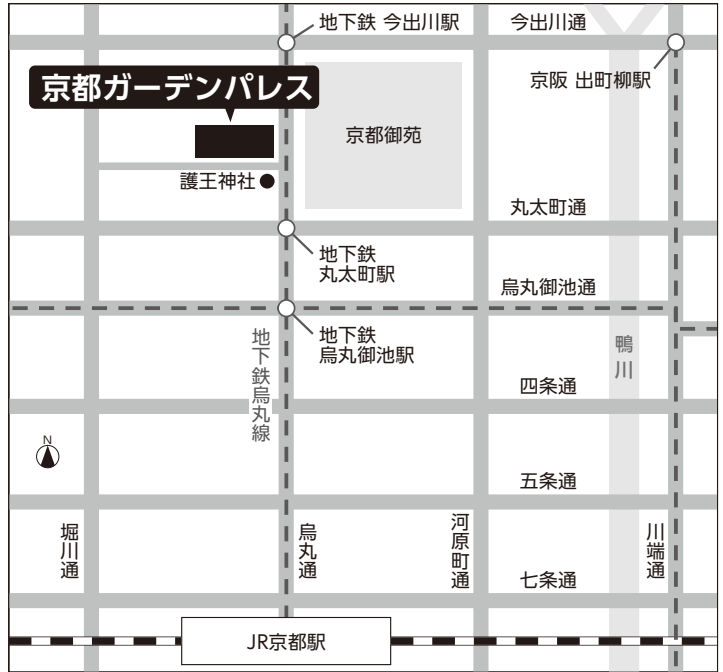 地下鉄 今出川駅
今出川通
京都ガーデンパレス
京阪 出町柳駅
京都御苑
護王神社
丸太町通
地下鉄
丸太町駅
烏丸御池通
地下鉄
烏丸御池駅
地下鉄烏丸線
鴨川
四条通
N
五条通
堀川通
烏丸通
河原町通
川端通
七条通
JR京都駅